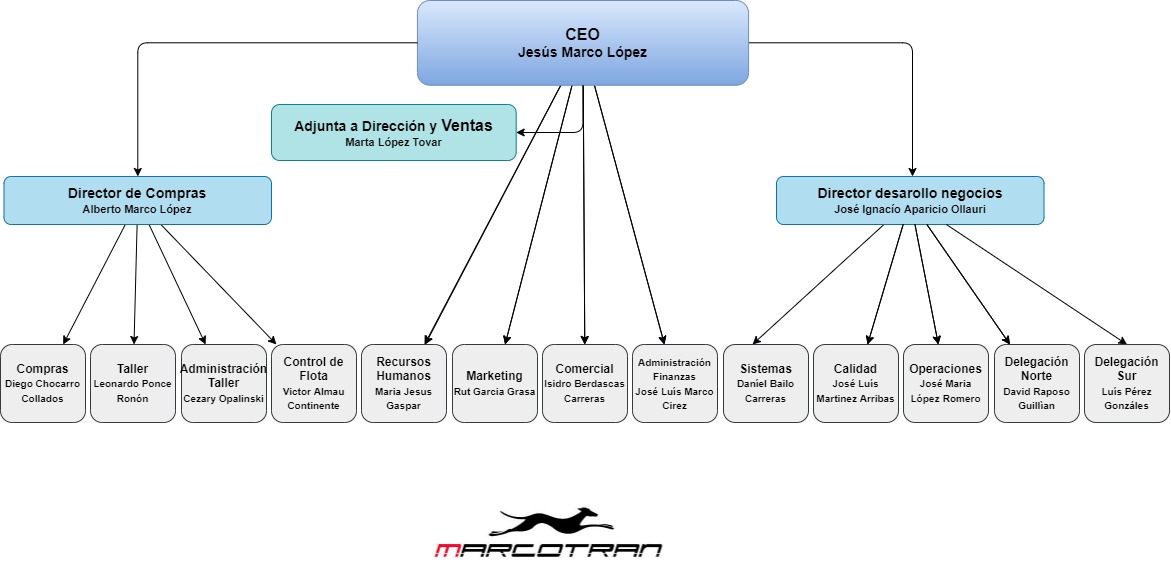 CEO
Jesús Marco López
Adjunta a Dirección y Ventas
Marta López Tovar
Director de Compras
Alberto Marco López
Director desarollo negocios
José Ignacío Aparicio Ollauri
Compras
Diego Chocarro
Collados
Taller
Leonardo Ponce
Ronón
Administración
Taller
Cezary Opalinski
Control de
Flota
Victor Almau
Continente
Recursos
Humanos
Maria Jesus
Gaspar
Marketing
Rut Garcia Grasa
Comercial
Isidro Berdascas
Carreras
Administración
Finanzas
José Luis Marco
Cirez
Sistemas
Daniel Bailo
Carreras
Calidad
José Luis
Martinez Arribas
Operaciones
José Maria
López Romero
Delegación
Norte
David Raposo
Guillìan
Delegación
Sur
Luís Pérez
Gonzáles
MARCOTRAN